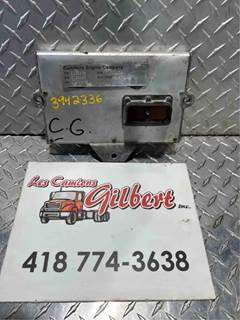 Cummins Engine Company
3942336
C.G.
Les Camions
Gilbert inc.
418 774-3638